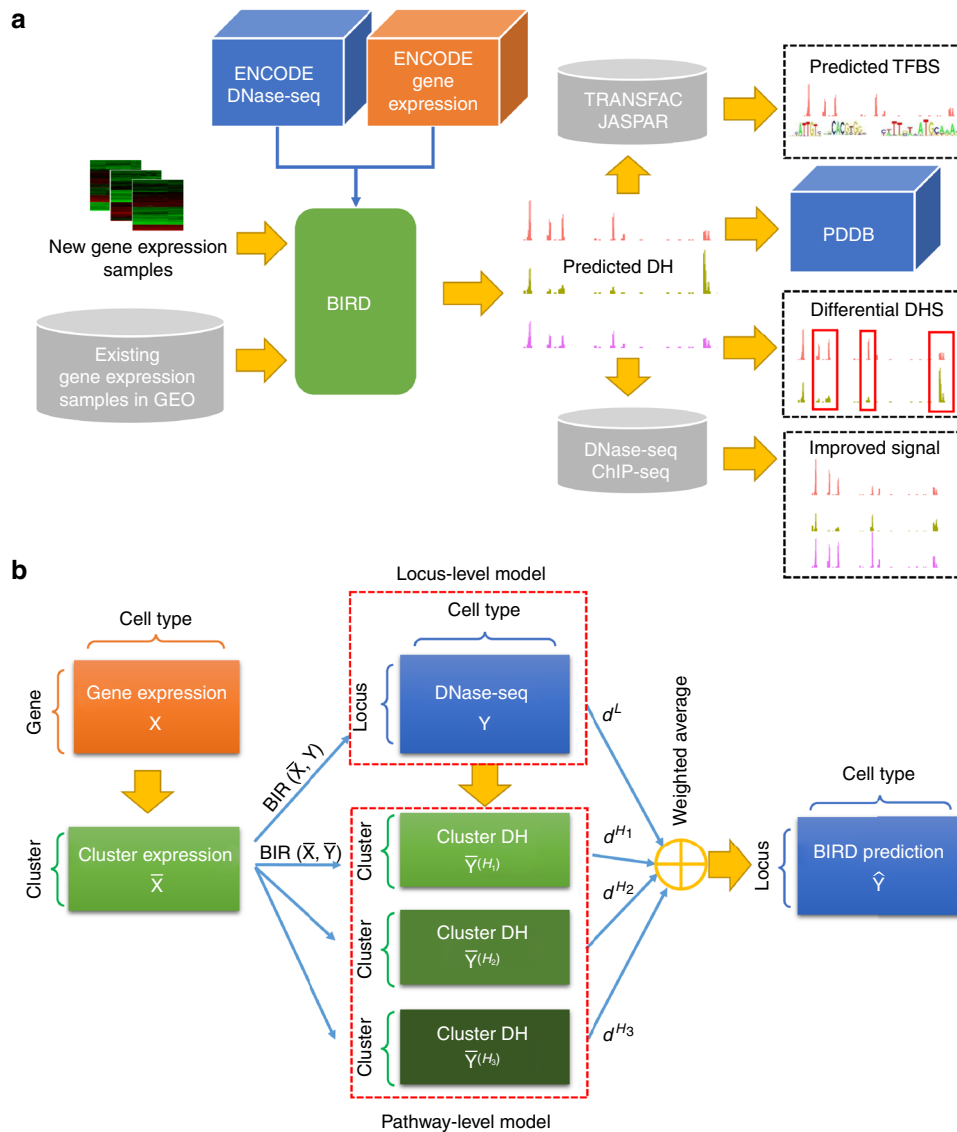 a
ENCODE
DNase-seq
ENCODE
gene
expression
TRANSFAC
JASPAR
Predicted TFBS
New gene expression
samples
BIRD
Predicted DH
PDDB
Existing
gene expression
samples in GEO
Differential DHS
DNase-seq
ChIP-seq
Improved signal
b
Locus-level model
Cell type
Cell type
Gene
Gene expression
X
Locus
DNase-seq
Y
d^L
Weighted average
BIR (X̅, Y)
Cell type
Cluster
Cluster expression
X̅
BIR (X̅, Y̅)
Cluster
Cluster DH
Y̅(H₁)
d^H₁
Locus
BIRD prediction
Ŷ
d^H₂
Cluster
Cluster DH
Y̅(H₂)
Cluster
Cluster DH
Y̅(H₃)
d^H₃
Pathway-level model